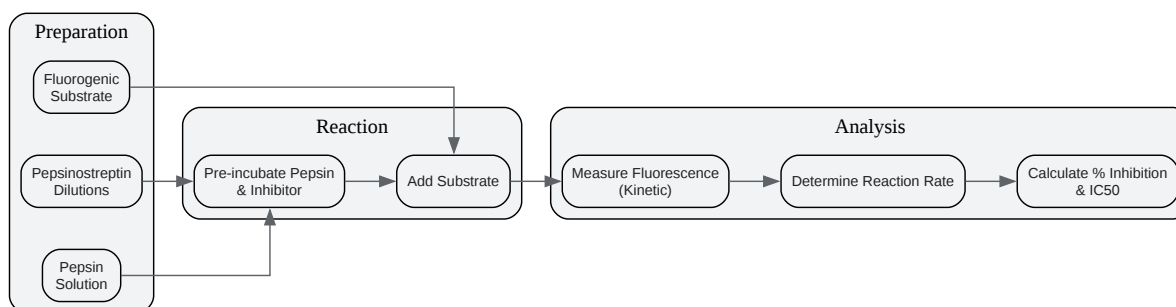 Preparation
Fluorogenic
Substrate
Pepsinostreptin
Dilutions
Pepsin
Solution
Reaction
Pre-incubate Pepsin
& Inhibitor
Add Substrate
Analysis
Measure Fluorescence
(Kinetic)
Determine Reaction Rate
Calculate % Inhibition
& IC50